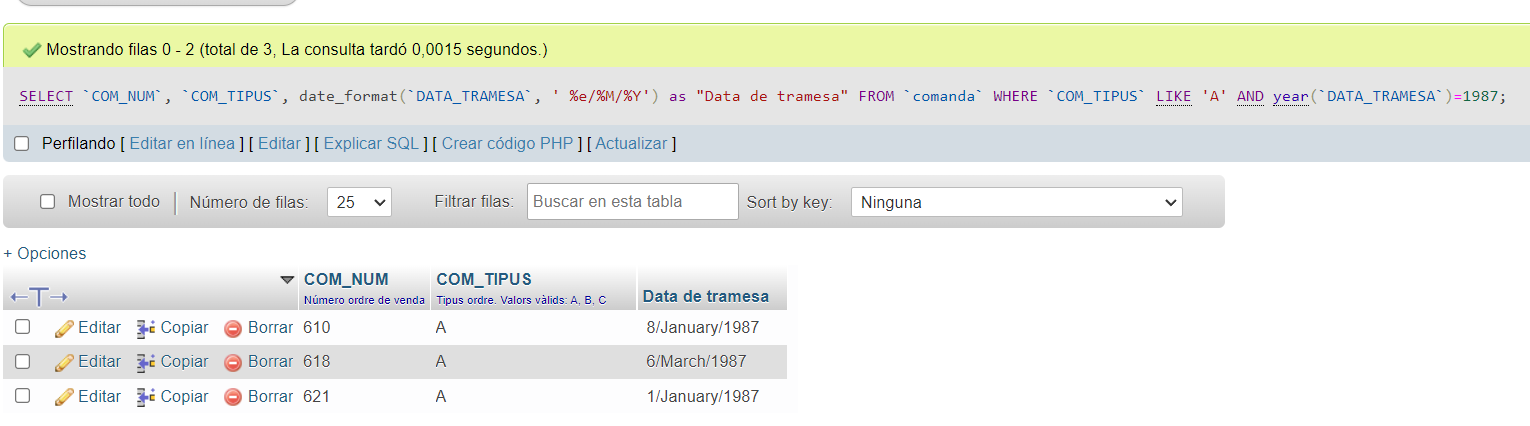 Mostrando filas 0 - 2 (total de 3, La consulta tardó 0,0015 segundos.)
SELECT `COM_NUM`, `COM_TIPUS`, date_format(`DATA_TRAMESA`, ' %e/%M/%Y') as "Data de tramesa" FROM `comanda` WHERE `COM_TIPUS` LIKE 'A' AND year(`DATA_TRAMESA`)=1987;
Perfilando [ Editar en línea ] [ Editar ] [ Explicar SQL ] [ Crear código PHP ] [ Actualizar ]
Mostrar todo Número de filas: 25 Filtrar filas: Buscar en esta tabla Sort by key: Ninguna
+ Opciones
←T→ COM_NUM COM_TIPUS Data de tramesa
Número ordre de venda Tipus ordre. Valors vàlids: A, B, C
Editar Copiar Borrar 610 A 8/January/1987
Editar Copiar Borrar 618 A 6/March/1987
Editar Copiar Borrar 621 A 1/January/1987